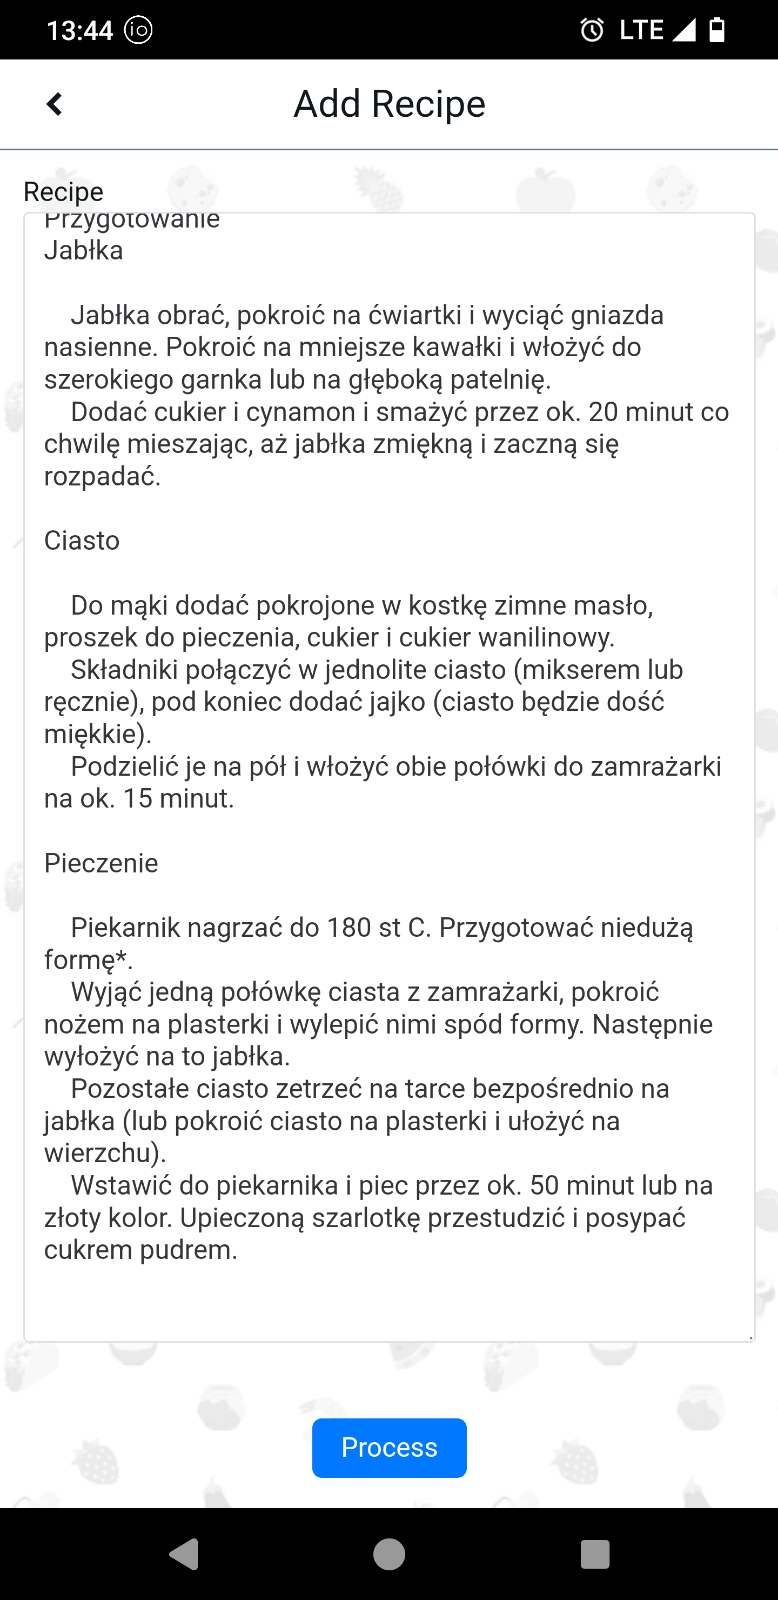 13:44
LTE
Add Recipe
Recipe
Przygotowanie
Jabłka
Jabłka obrać, pokroić na ćwiartki i wyciąć gniazda
nasienne. Pokroić na mniejsze kawałki i włożyć do
szerokiego garnka lub na głęboką patelnię.
Dodać cukier i cynamon i smażyć przez ok. 20 minut co
chwilę mieszając, aż jabłka zmiękną i zaczną się
rozpadać.
Ciasto
Do mąki dodać pokrojone w kostkę zimne masło,
proszek do pieczenia, cukier i cukier wanilinowy.
Składniki połączyć w jednolite ciasto (mikserem lub
ręcznie), pod koniec dodać jajko (ciasto będzie dość
miękkie).
Podzielić je na pół i włożyć obie połówki do zamrażarki
na ok. 15 minut.
Pieczenie
Piekarnik nagrzać do 180 st C. Przygotować niedużą
formę*.
Wyjąć jedną połówkę ciasta z zamrażarki, pokroić
nożem na plasterki i wylepić nimi spód formy. Następnie
wyłożyć na to jabłka.
Pozostałe ciasto zetrzeć na tarce bezpośrednio na
jabłka (lub pokroić ciasto na plasterki i ułożyć na
wierzchu).
Wstawić do piekarnika i piec przez ok. 50 minut lub na
złoty kolor. Upieczoną szarlotkę przestudzić i posypać
cukrem pudrem.
Process